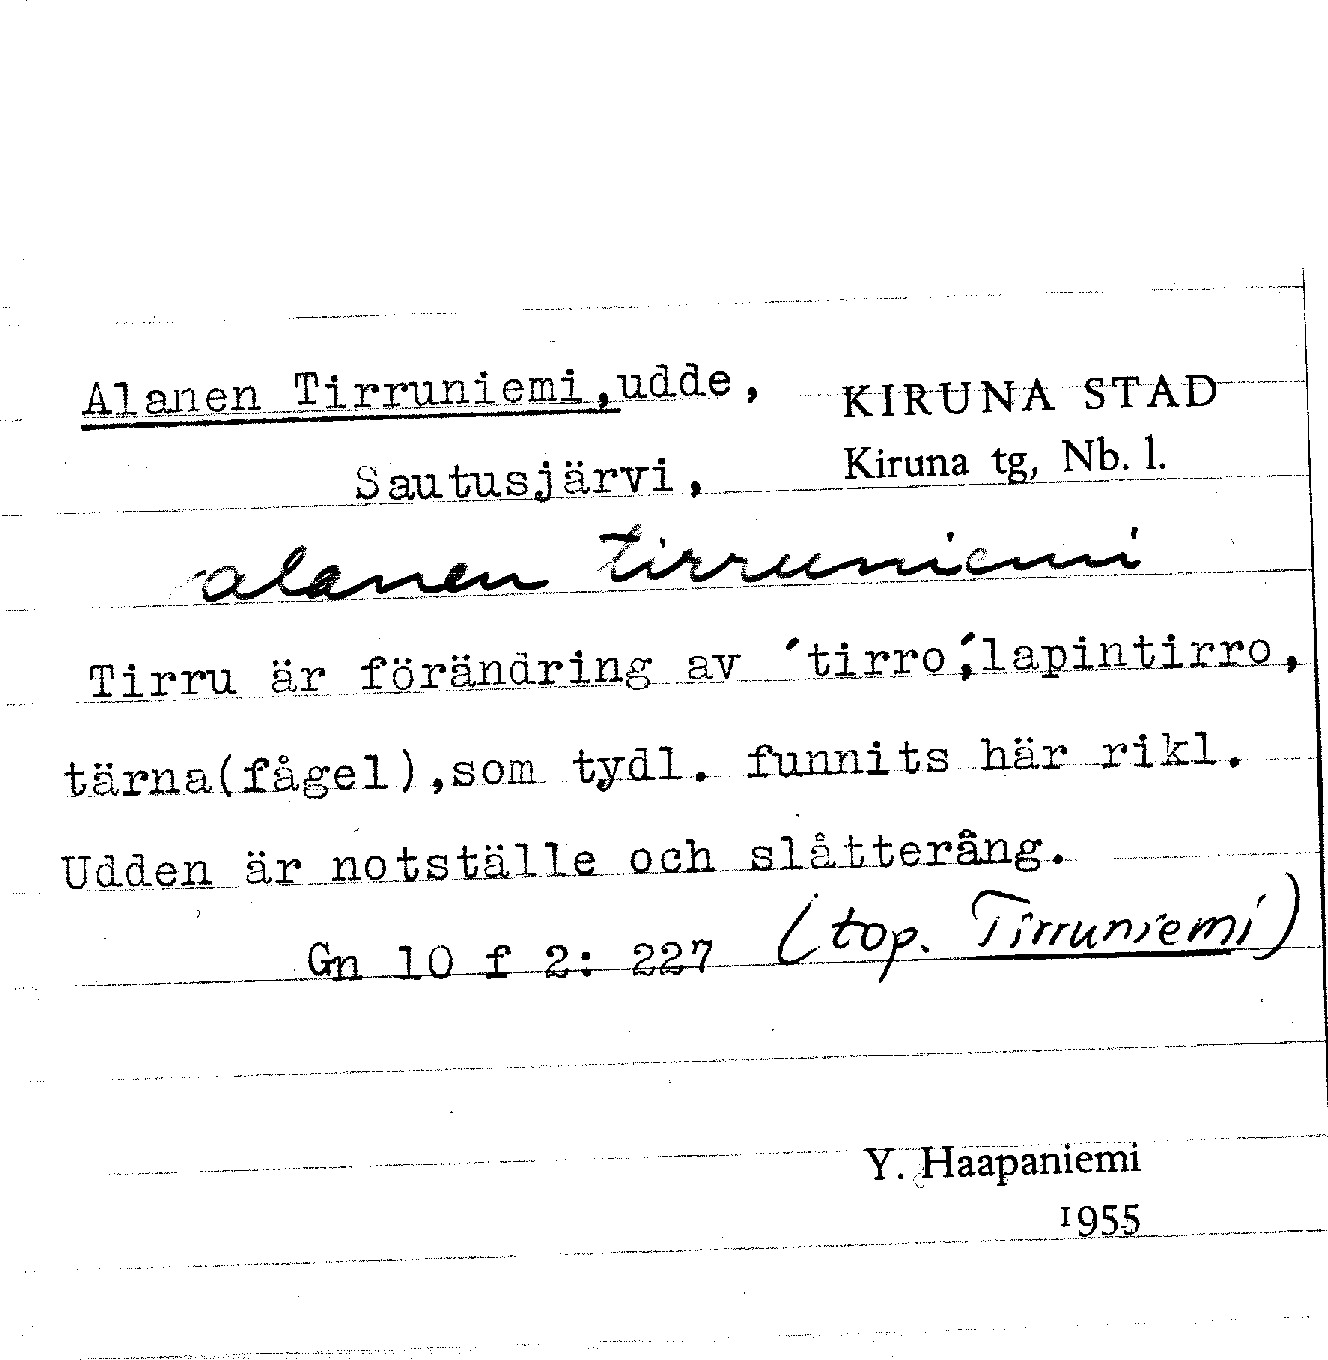 Alanen Tirruniemi,udde, KIRUNA STAD
Sautusjärvi, Kiruna tg, Nb. l.
alanen tirruniemi
Tirru är förändring av ´tirro´,lapintirro,
tärna(fågel),som tydl. funnits här rikl.
Udden är notställe och slåtteräng.
Gn 10 f 2: 227 (top. Tirruniemi)
Y. Haapaniemi
1955